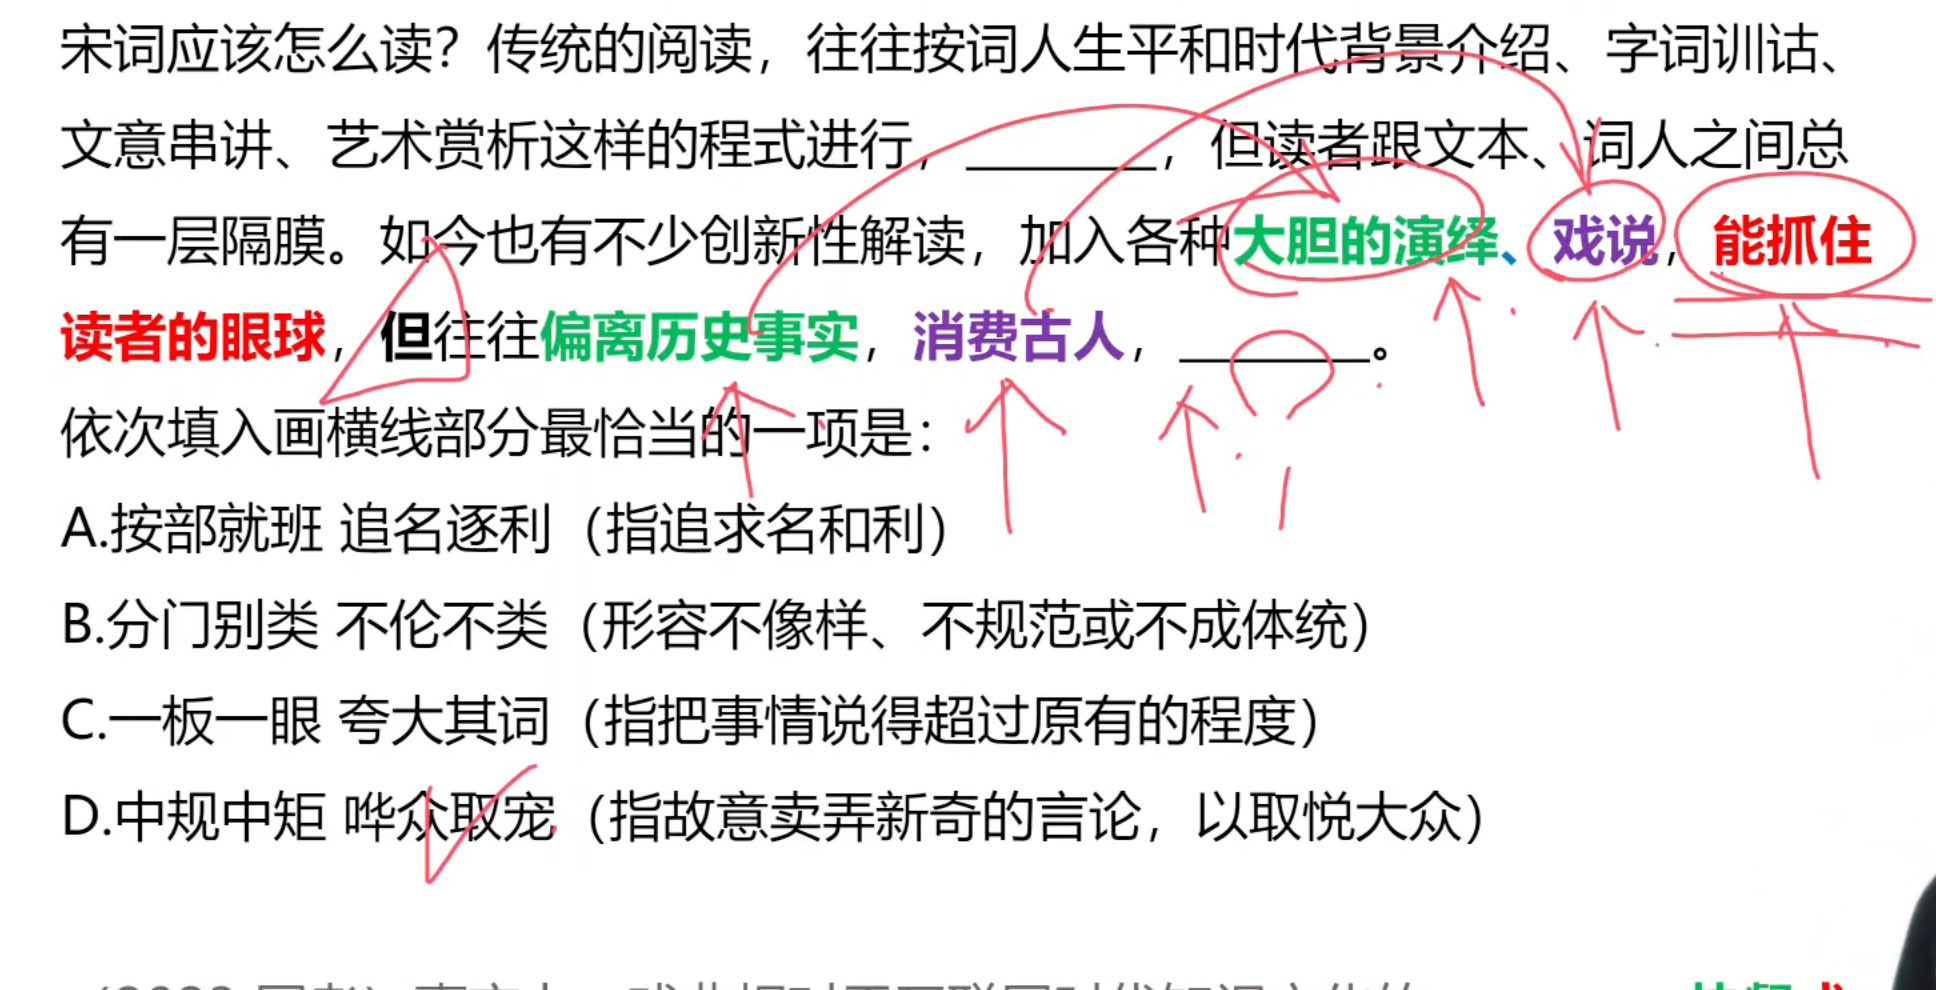 宋词应该怎么读？传统的阅读，往往按词人生平和时代背景介绍、字词训诂、
文意串讲、艺术赏析这样的程式进行，________，但读者跟文本、词人之间总
有一层隔膜。如今也有不少创新性解读，加入各种大胆的演绎、戏说，能抓住
读者的眼球，但往往偏离历史事实，消费古人，________。
依次填入画横线部分最恰当的一项是：
A.按部就班 追名逐利（指追求名和利）
B.分门别类 不伦不类（形容不像样、不规范或不成体统）
C.一板一眼 夸大其词（指把事情说得超过原有的程度）
D.中规中矩 哗众取宠（指故意卖弄新奇的言论，以取悦大众）